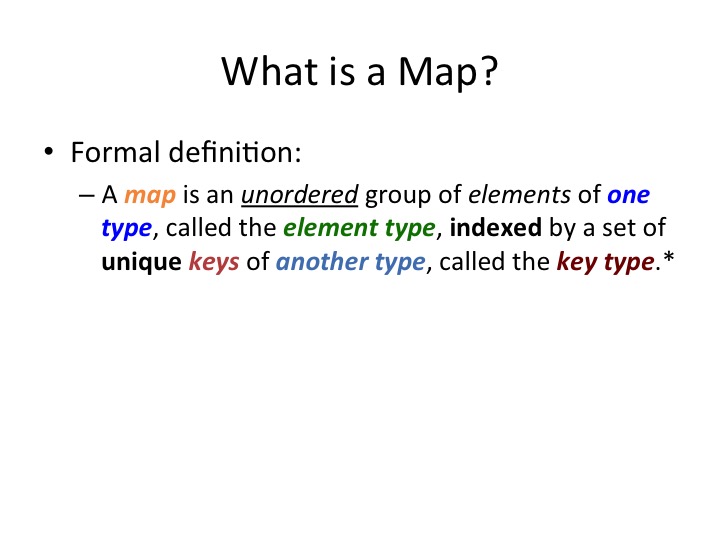 What is a Map?
• Formal definition:
– A map is an unordered group of elements of one
type, called the element type, indexed by a set of
unique keys of another type, called the key type.*